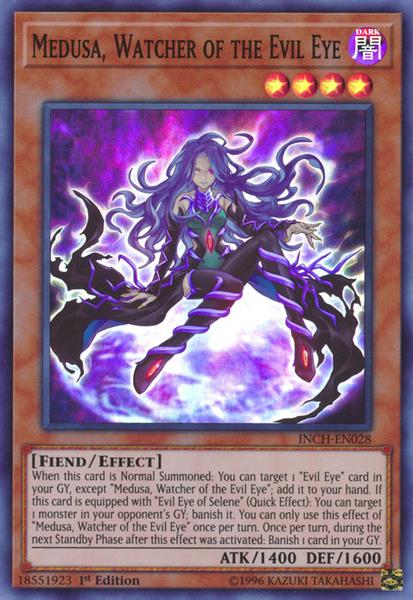 MEDUSA, WATCHER OF THE EVIL EYE
DARK
闇
INCH-EN028
[FIEND/EFFECT]
When this card is Normal Summoned: You can target 1 "Evil Eye" card in
your GY, except "Medusa, Watcher of the Evil Eye"; add it to your hand. If
this card is equipped with "Evil Eye of Selene" (Quick Effect): You can target
1 monster in your opponent's GY; banish it. You can only use this effect of
"Medusa, Watcher of the Evil Eye" once per turn. Once per turn, during the
next Standby Phase after this effect was activated: Banish 1 card in your GY.
ATK/1400 DEF/1600
18551923 1st Edition ©1996 KAZUKI TAKAHASHI